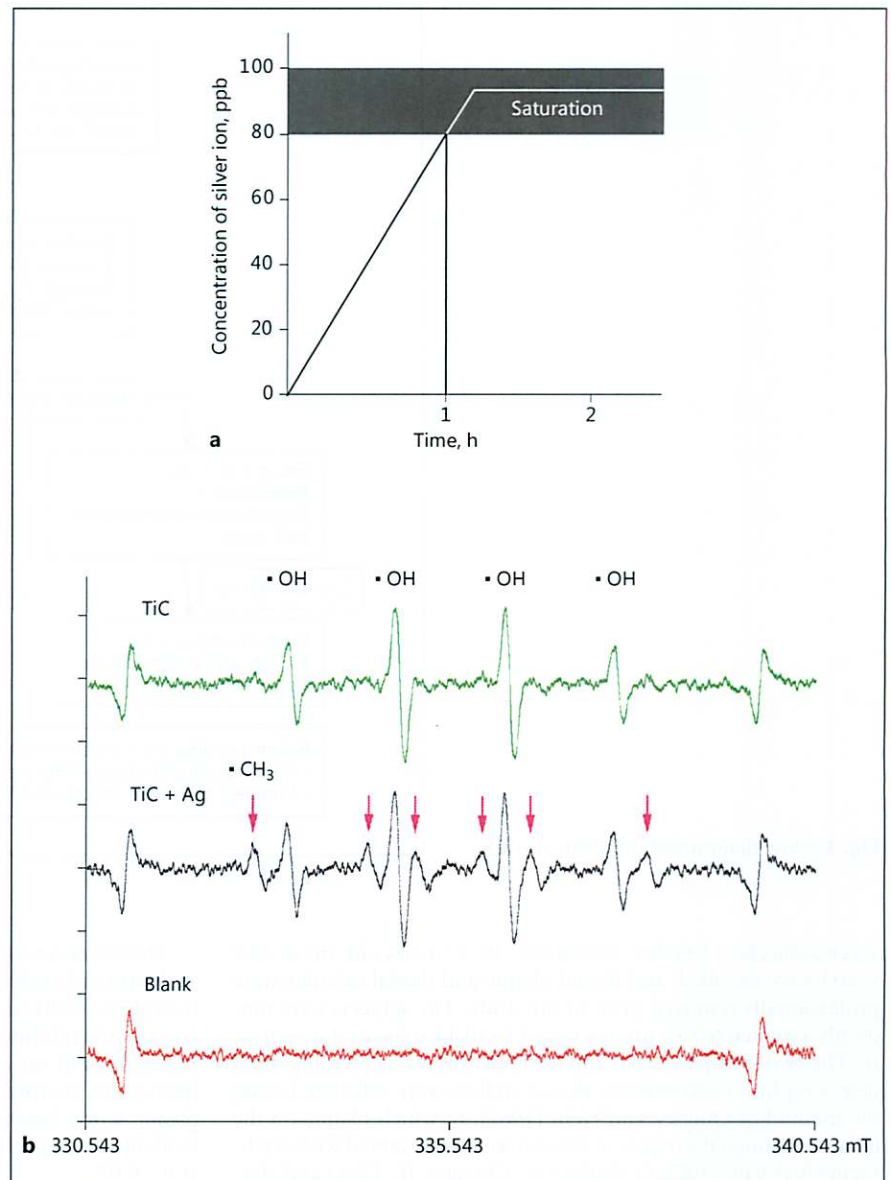 100
80
60
40
20
0
Concentration of silver ion, ppb
Saturation
1
2
Time, h
a
▪ OH
▪ OH
▪ OH
▪ OH
TiC
▪ CH₃
TiC + Ag
Blank
b
330.543
335.543
340.543 mT